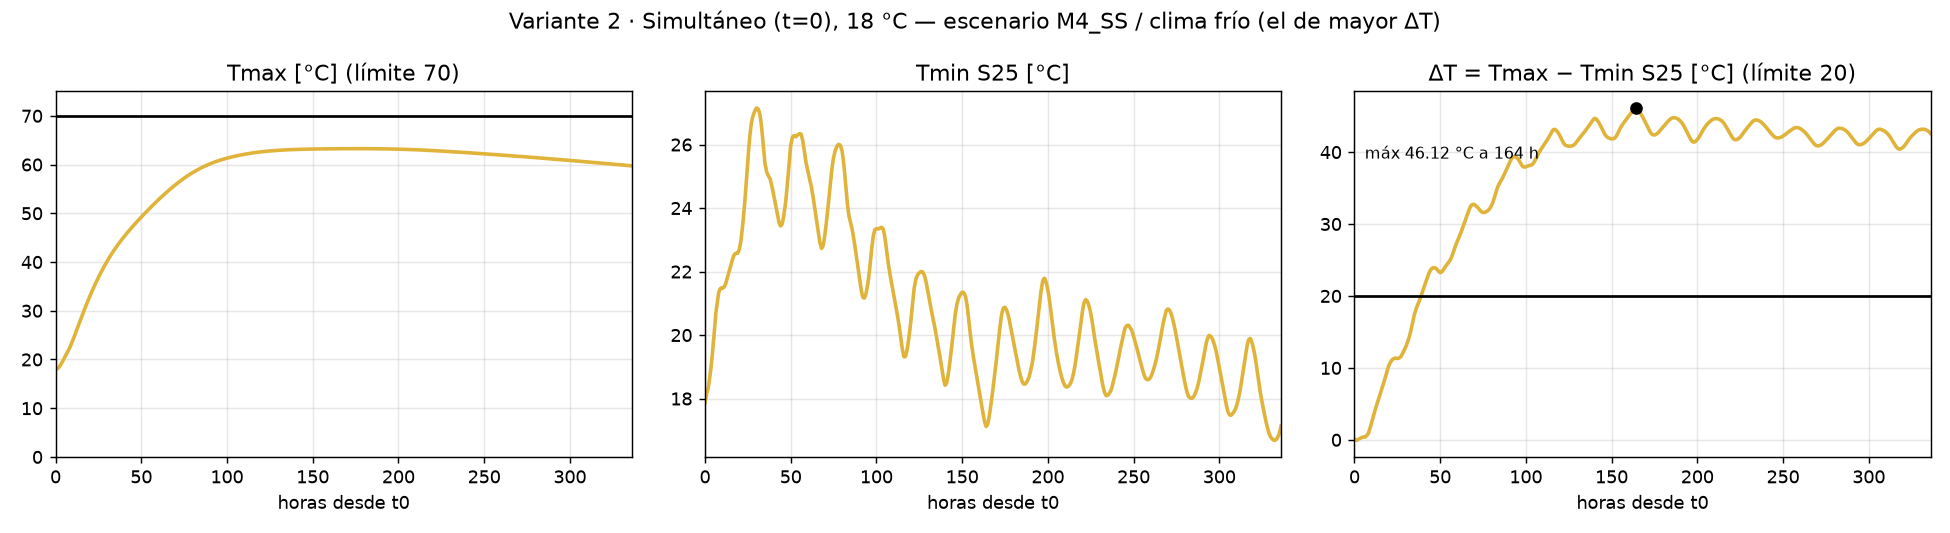 Variante 2 · Simultáneo (t=0), 18 °C — escenario M4_SS / clima frío (el de mayor ΔT)
Tmax [°C] (límite 70)
70
60
50
40
30
20
10
0
0 50 100 150 200 250 300
horas desde t0
Tmin S25 [°C]
26
24
22
20
18
0 50 100 150 200 250 300
horas desde t0
ΔT = Tmax − Tmin S25 [°C] (límite 20)
40
30
20
10
0
máx 46.12 °C a 164 h
0 50 100 150 200 250 300
horas desde t0